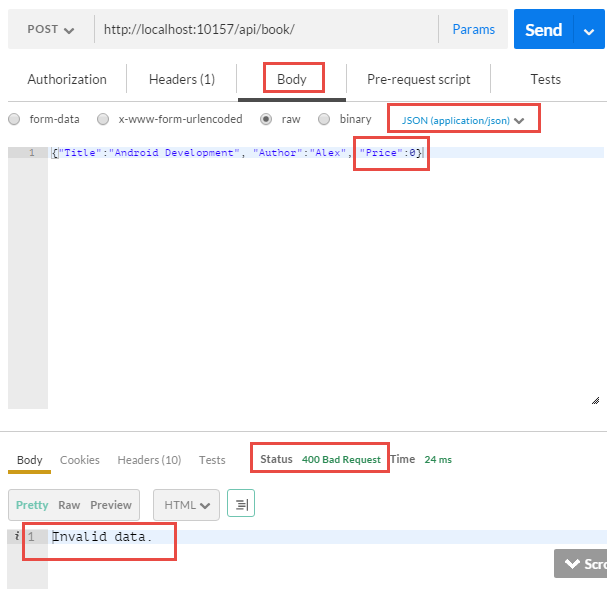 POST http://localhost:10157/api/book/ Params Send
Authorization Headers (1) Body Pre-request script Tests
form-data x-www-form-urlencoded raw binary JSON (application/json)
1 {"Title":"Android Development", "Author":"Alex", "Price":0}
Body Cookies Headers (10) Tests Status 400 Bad Request Time 24 ms
Pretty Raw Preview HTML
i 1 Invalid data.
Scro